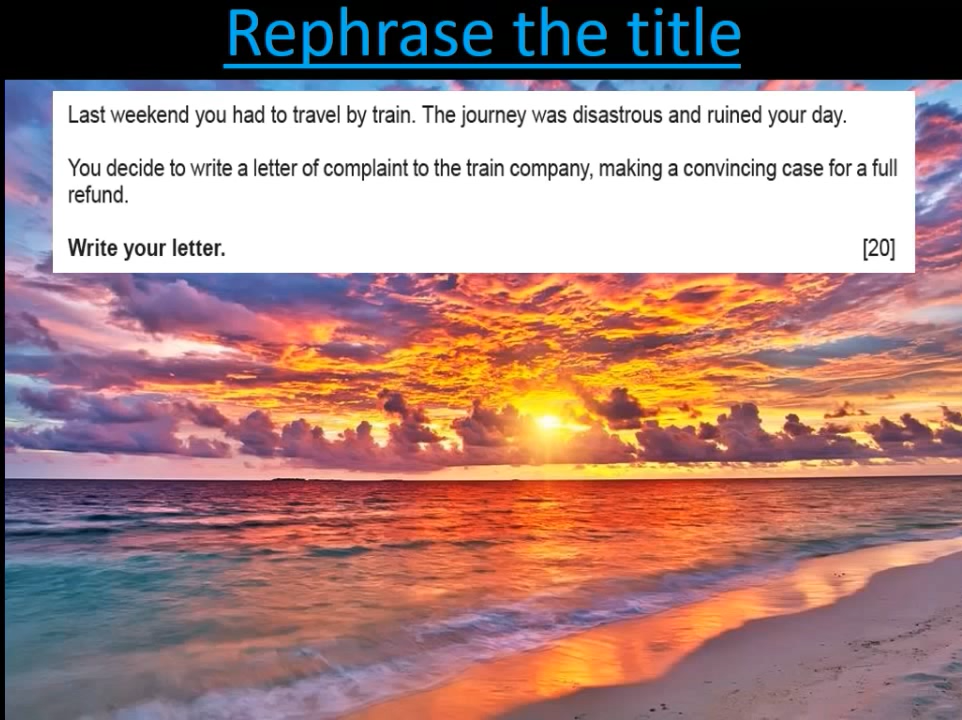 Rephrase the title
Last weekend you had to travel by train. The journey was disastrous and ruined your day.
You decide to write a letter of complaint to the train company, making a convincing case for a full
refund.
Write your letter. [20]